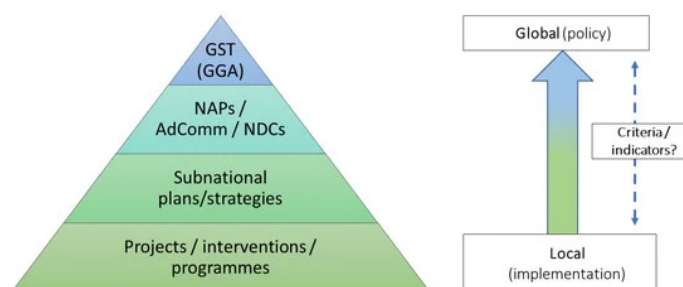 GST
(GGA)
NAPs /
AdComm / NDCs
Subnational
plans/strategies
Projects / interventions /
programmes
Global (policy)
Criteria/
indicators?
Local
(implementation)